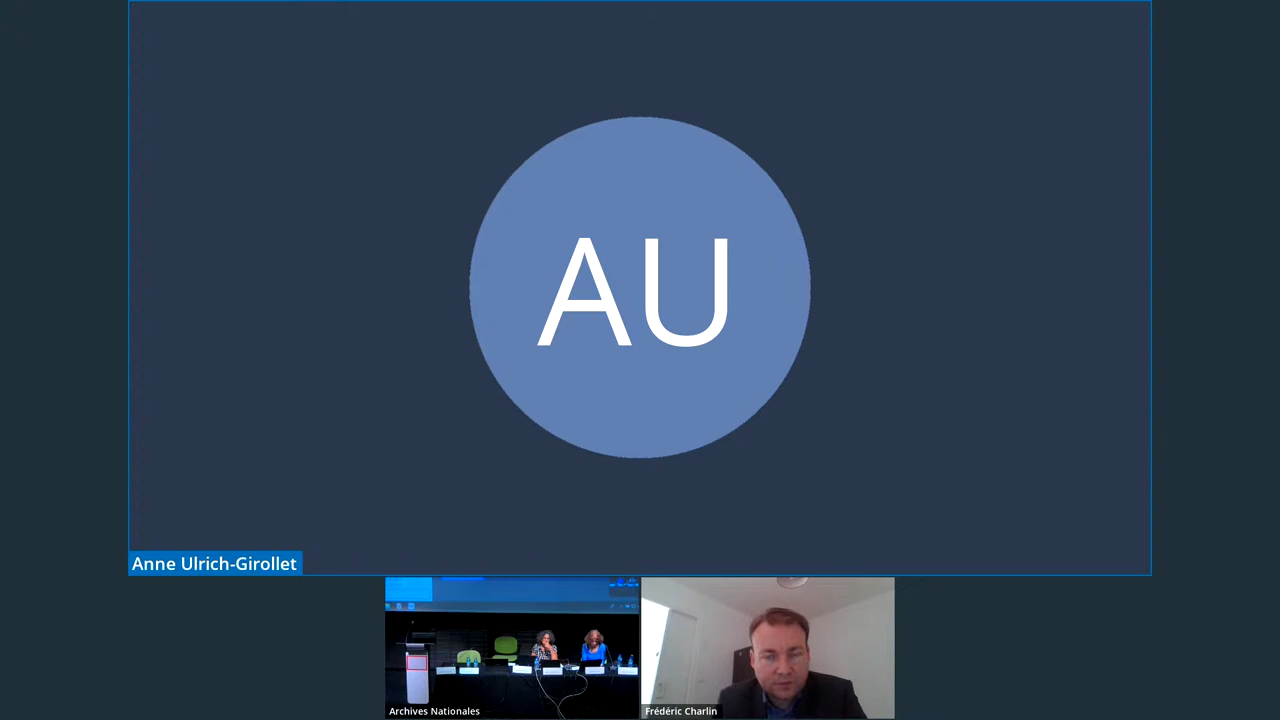 AU
Anne Ulrich-Girollet
Archives Nationales
Frédéric Charlin